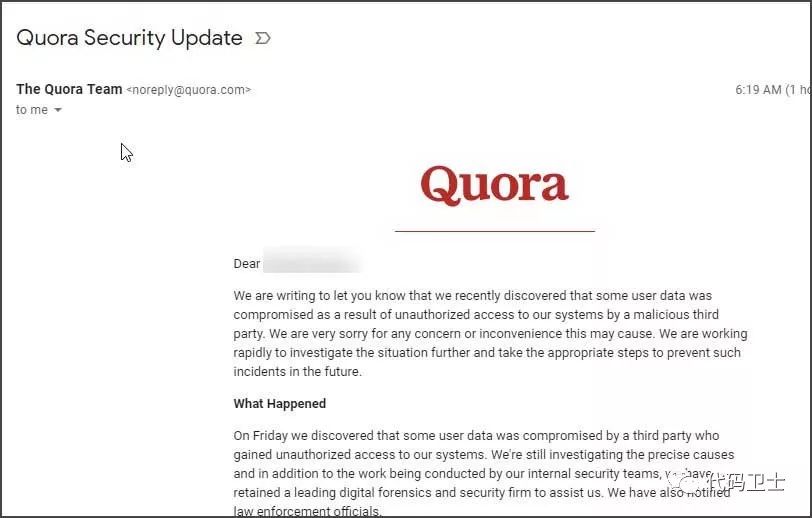 Quora Security Update
The Quora Team <noreply@quora.com>
6:19 AM (1 ho
to me
Quora
Dear
We are writing to let you know that we recently discovered that some user data was
compromised as a result of unauthorized access to our systems by a malicious third
party. We are very sorry for any concern or inconvenience this may cause. We are working
rapidly to investigate the situation further and take the appropriate steps to prevent such
incidents in the future.
What Happened
On Friday we discovered that some user data was compromised by a third party who
gained unauthorized access to our systems. We're still investigating the precise causes
and in addition to the work being conducted by our internal security teams, we have
retained a leading digital forensics and security firm to assist us. We have also notified
law enforcement officials.
代码卫士